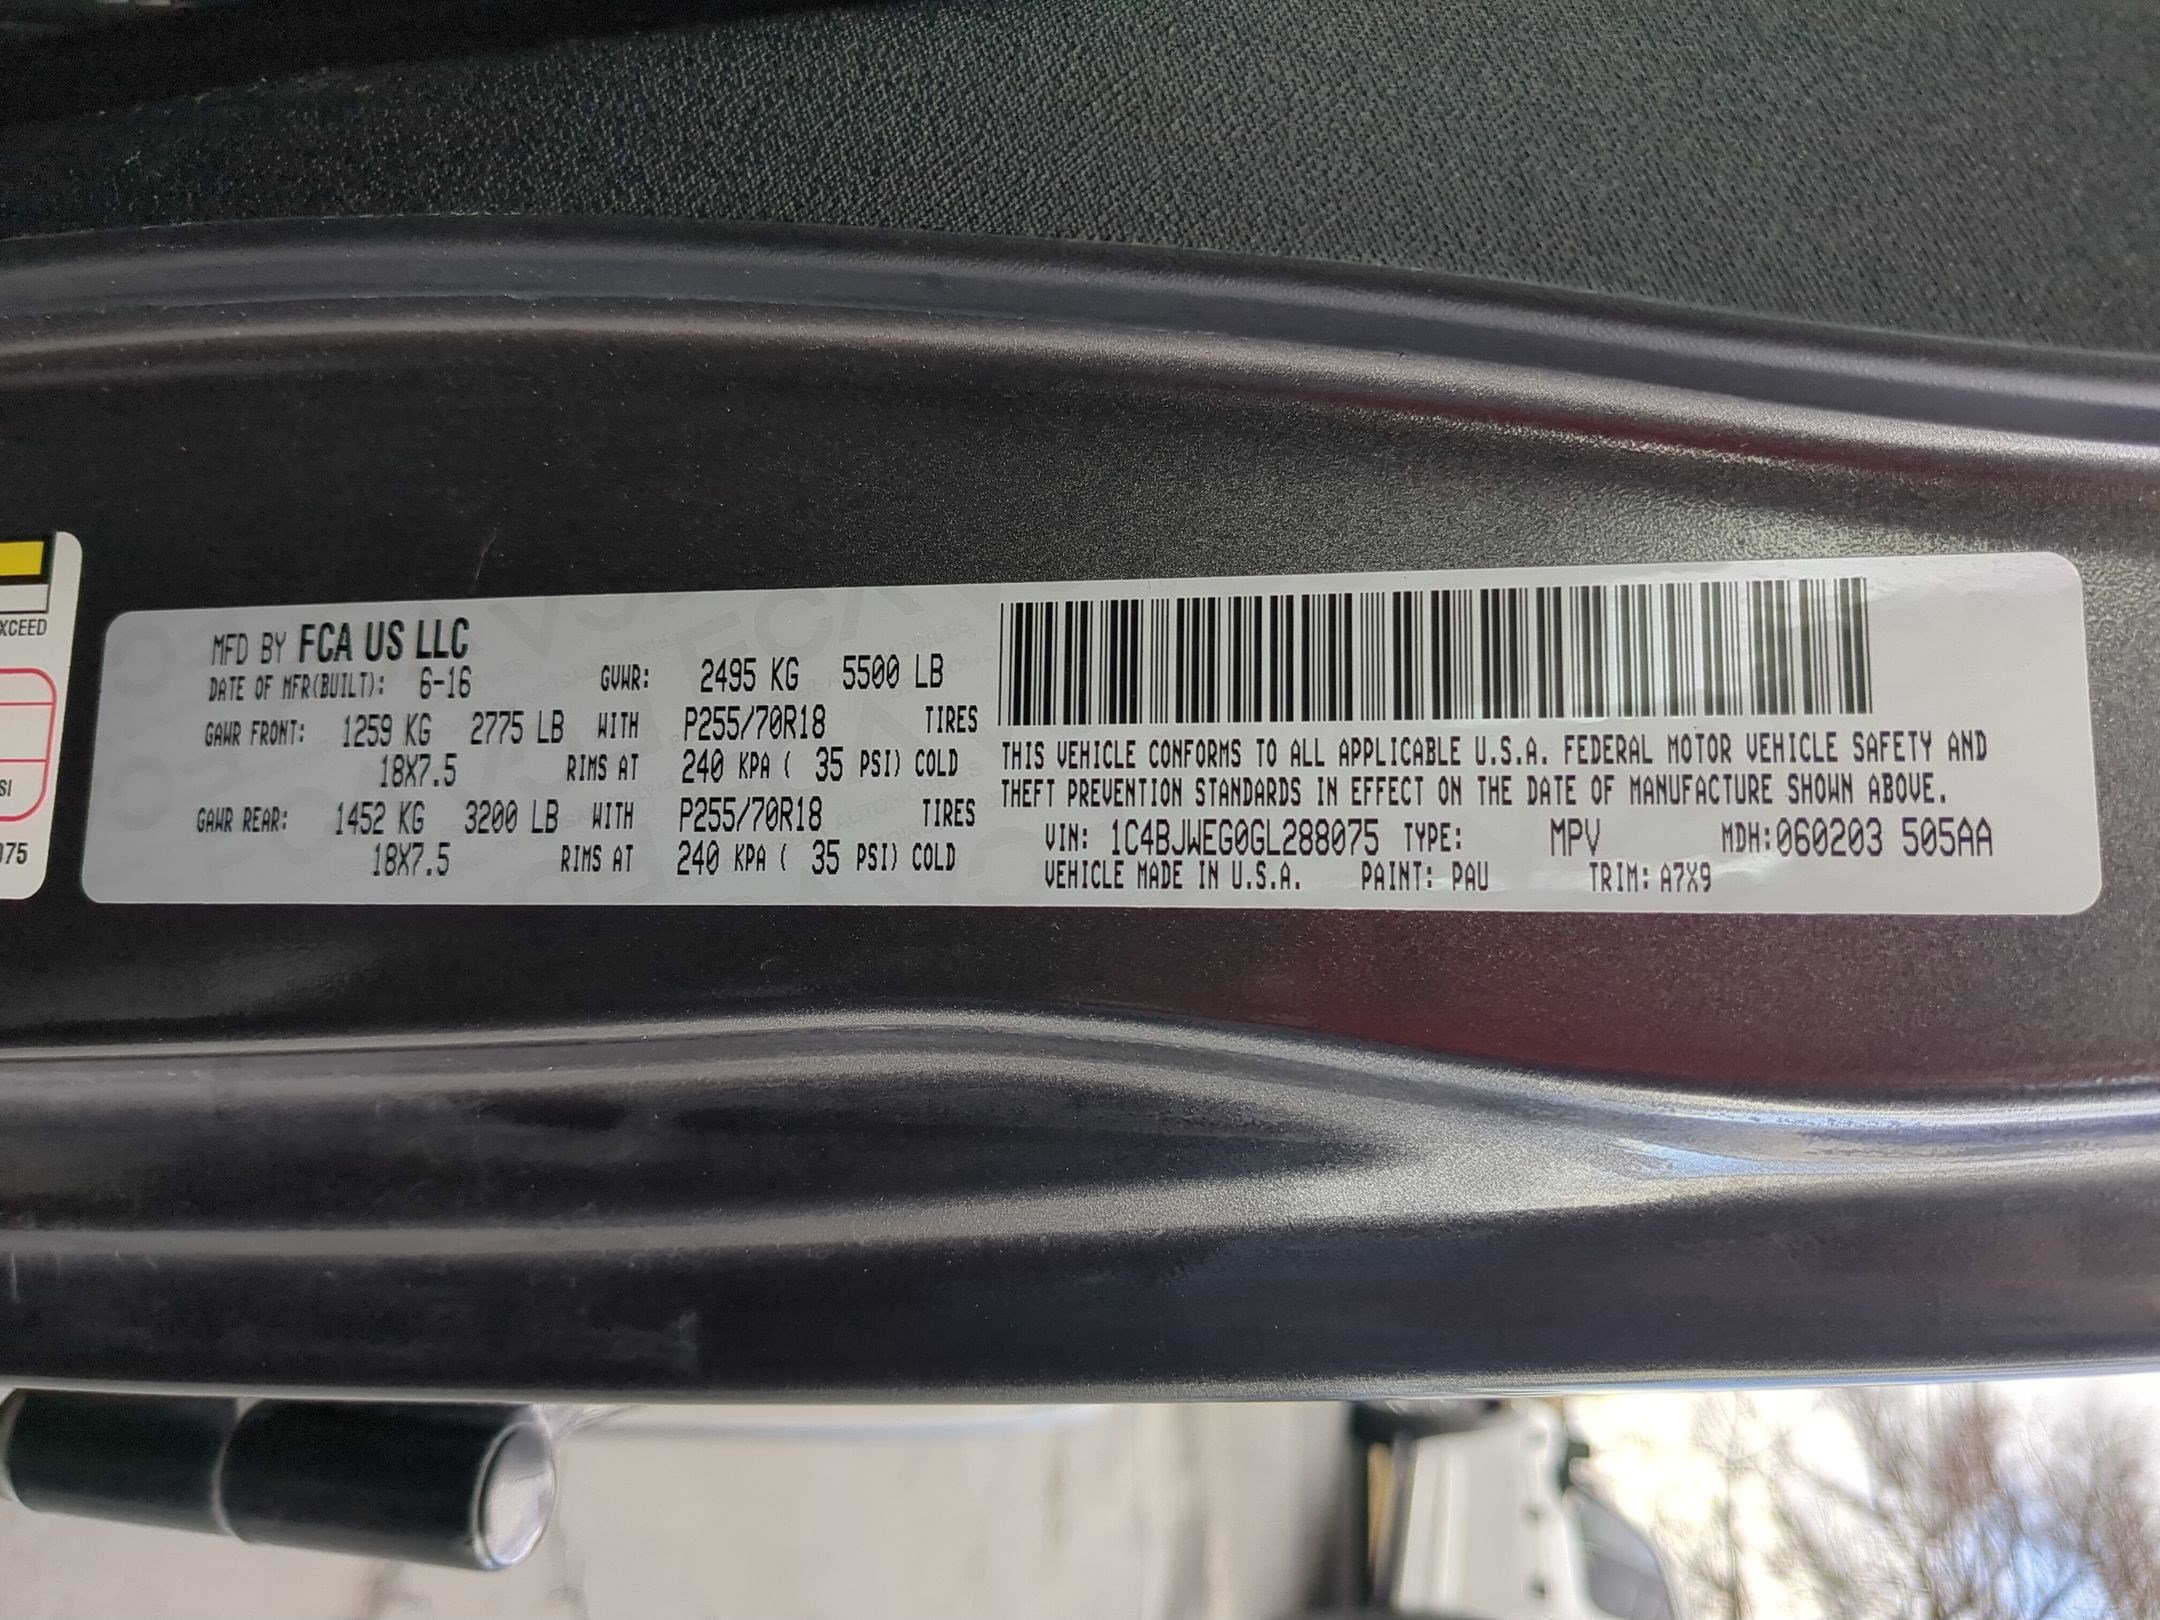 XCEED
SI
075
MFD BY FCA US LLC
DATE OF MFR(BUILT): 6-16 GVWR: 2495 KG 5500 LB
GAWR FRONT: 1259 KG 2775 LB WITH P255/70R18 TIRES
18X7.5 RIMS AT 240 KPA ( 35 PSI) COLD
GAWR REAR: 1452 KG 3200 LB WITH P255/70R18 TIRES
18X7.5 RIMS AT 240 KPA ( 35 PSI) COLD
THIS VEHICLE CONFORMS TO ALL APPLICABLE U.S.A. FEDERAL MOTOR VEHICLE SAFETY AND
THEFT PREVENTION STANDARDS IN EFFECT ON THE DATE OF MANUFACTURE SHOWN ABOVE.
VIN: 1C4BJWEG0GL288075 TYPE: MPV MDH:060203 505AA
VEHICLE MADE IN U.S.A. PAINT: PAU TRIM: A7X9